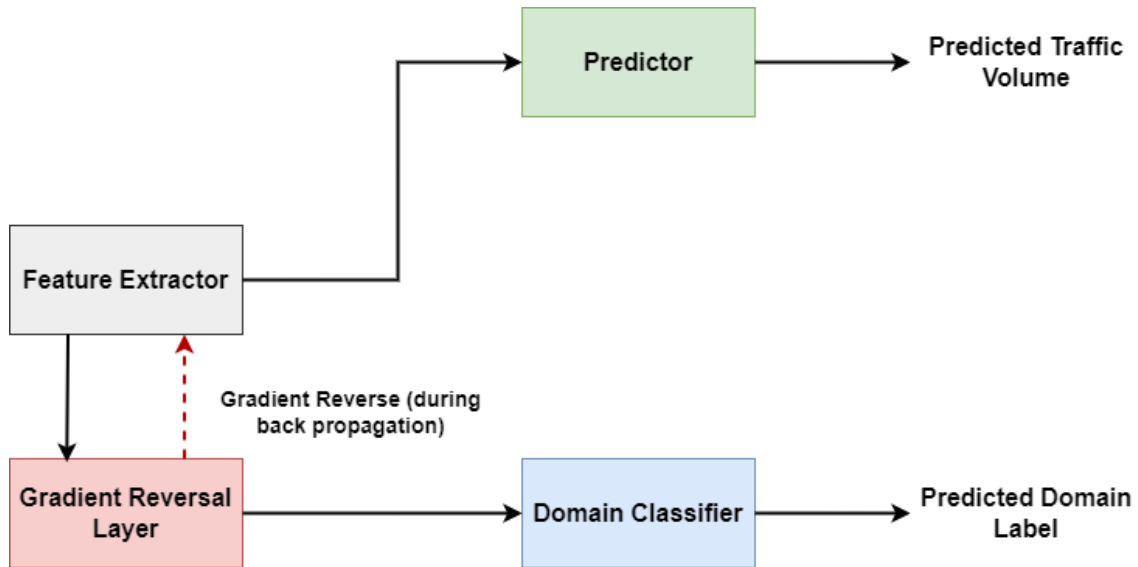 Predictor
Predicted Traffic
Volume
Feature Extractor
Gradient Reverse (during
back propagation)
Gradient Reversal
Layer
Domain Classifier
Predicted Domain
Label